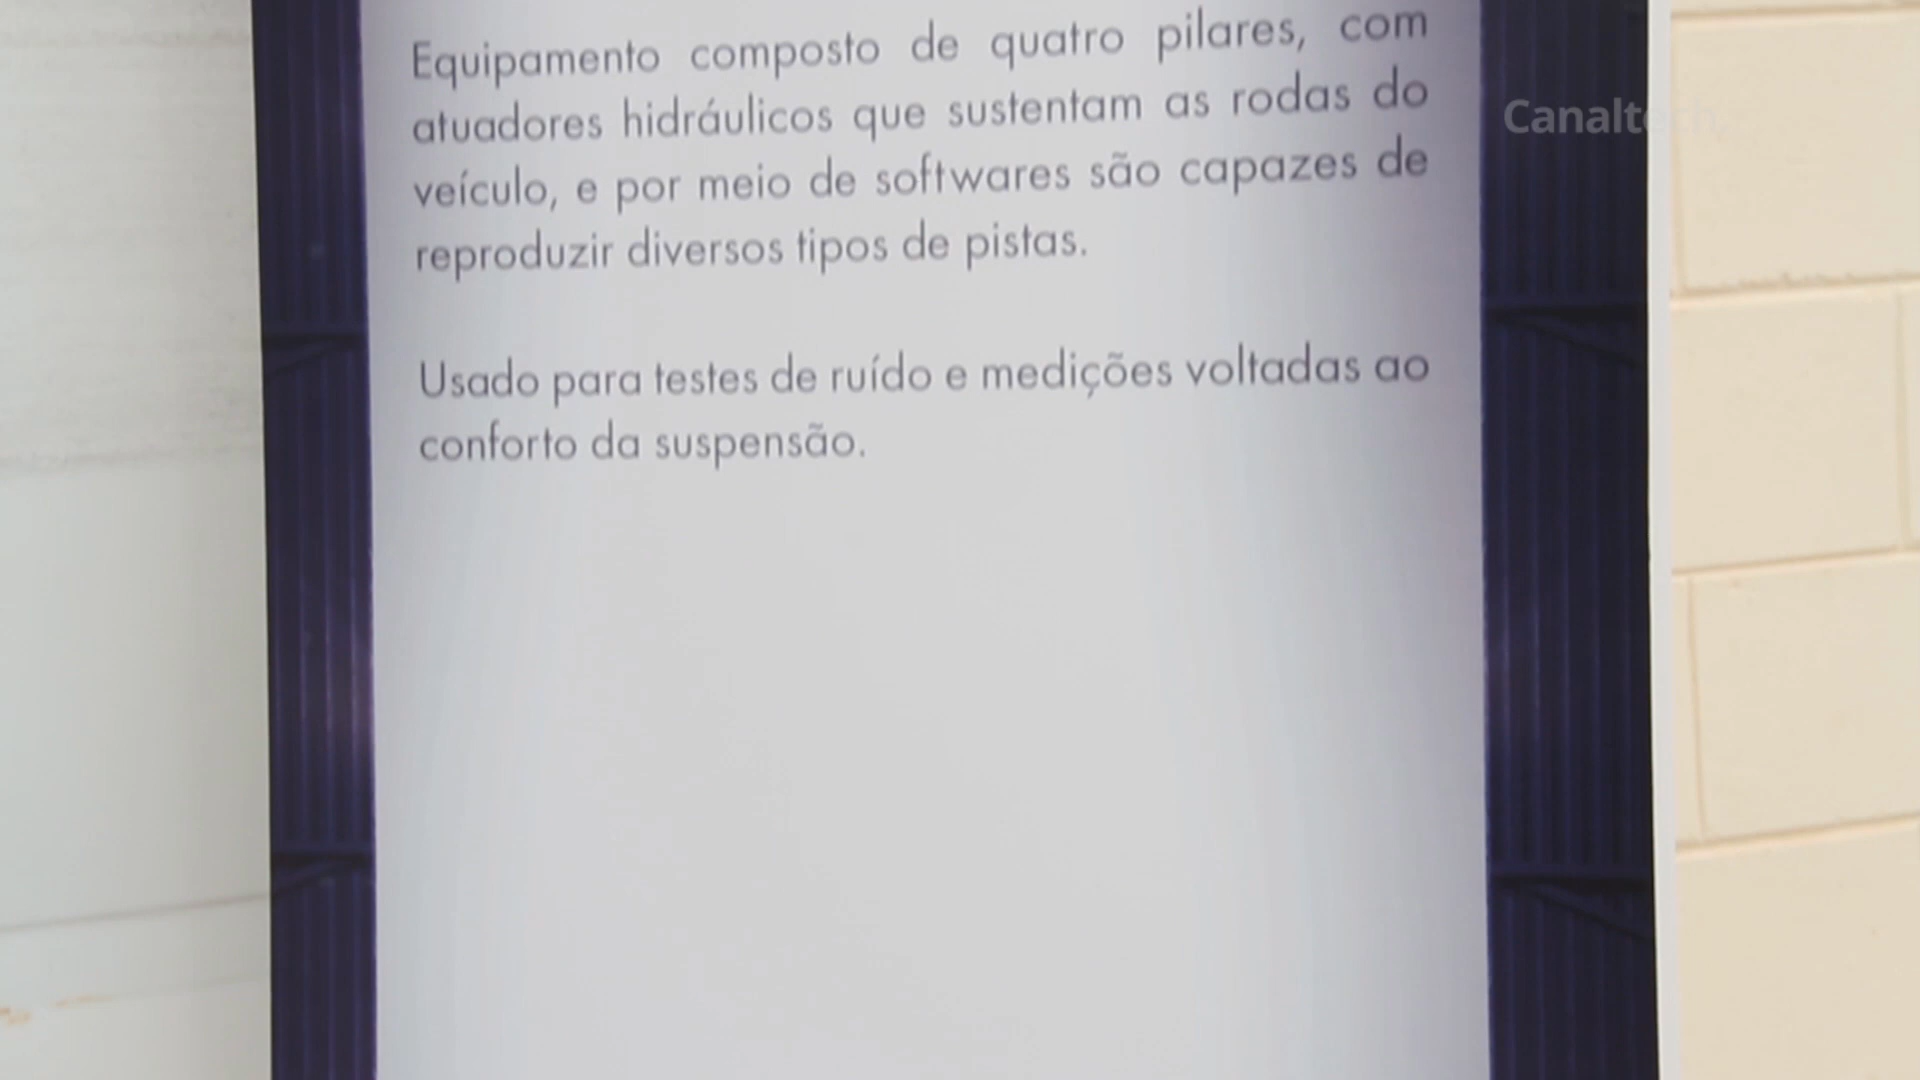 Equipamento composto de quatro pilares, com
atuadores hidráulicos que sustentam as rodas do
veículo, e por meio de softwares são capazes de
reproduzir diversos tipos de pistas.
Usado para testes de ruído e medições voltadas ao
conforto da suspensão.
Canaltech